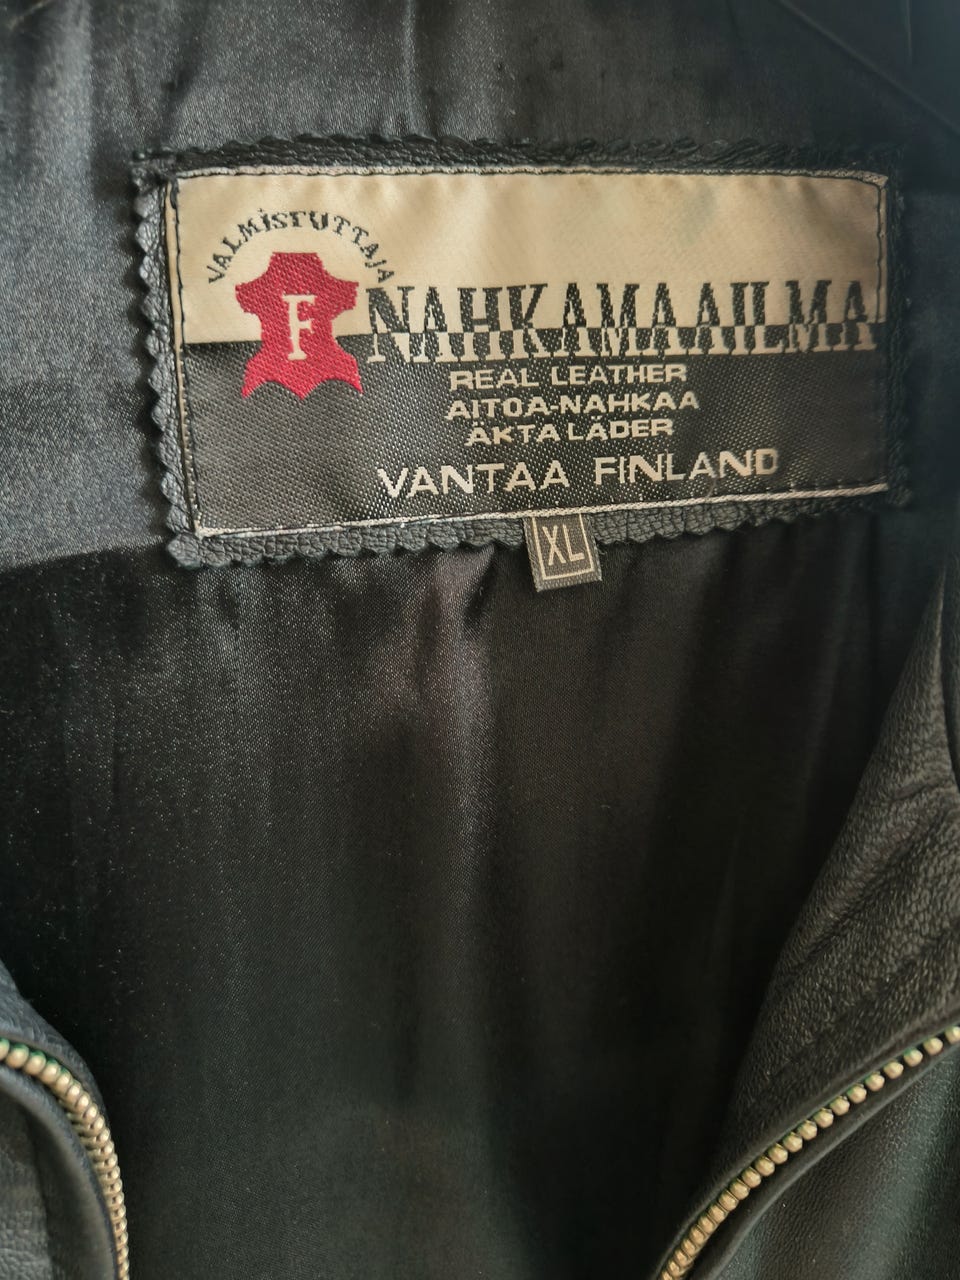 VALMISTUTTAJA
F
NAHKAMAAILMA
REAL LEATHER
AITOA-NAHKAA
ÄKTA LÄDER
VANTAA FINLAND
XL